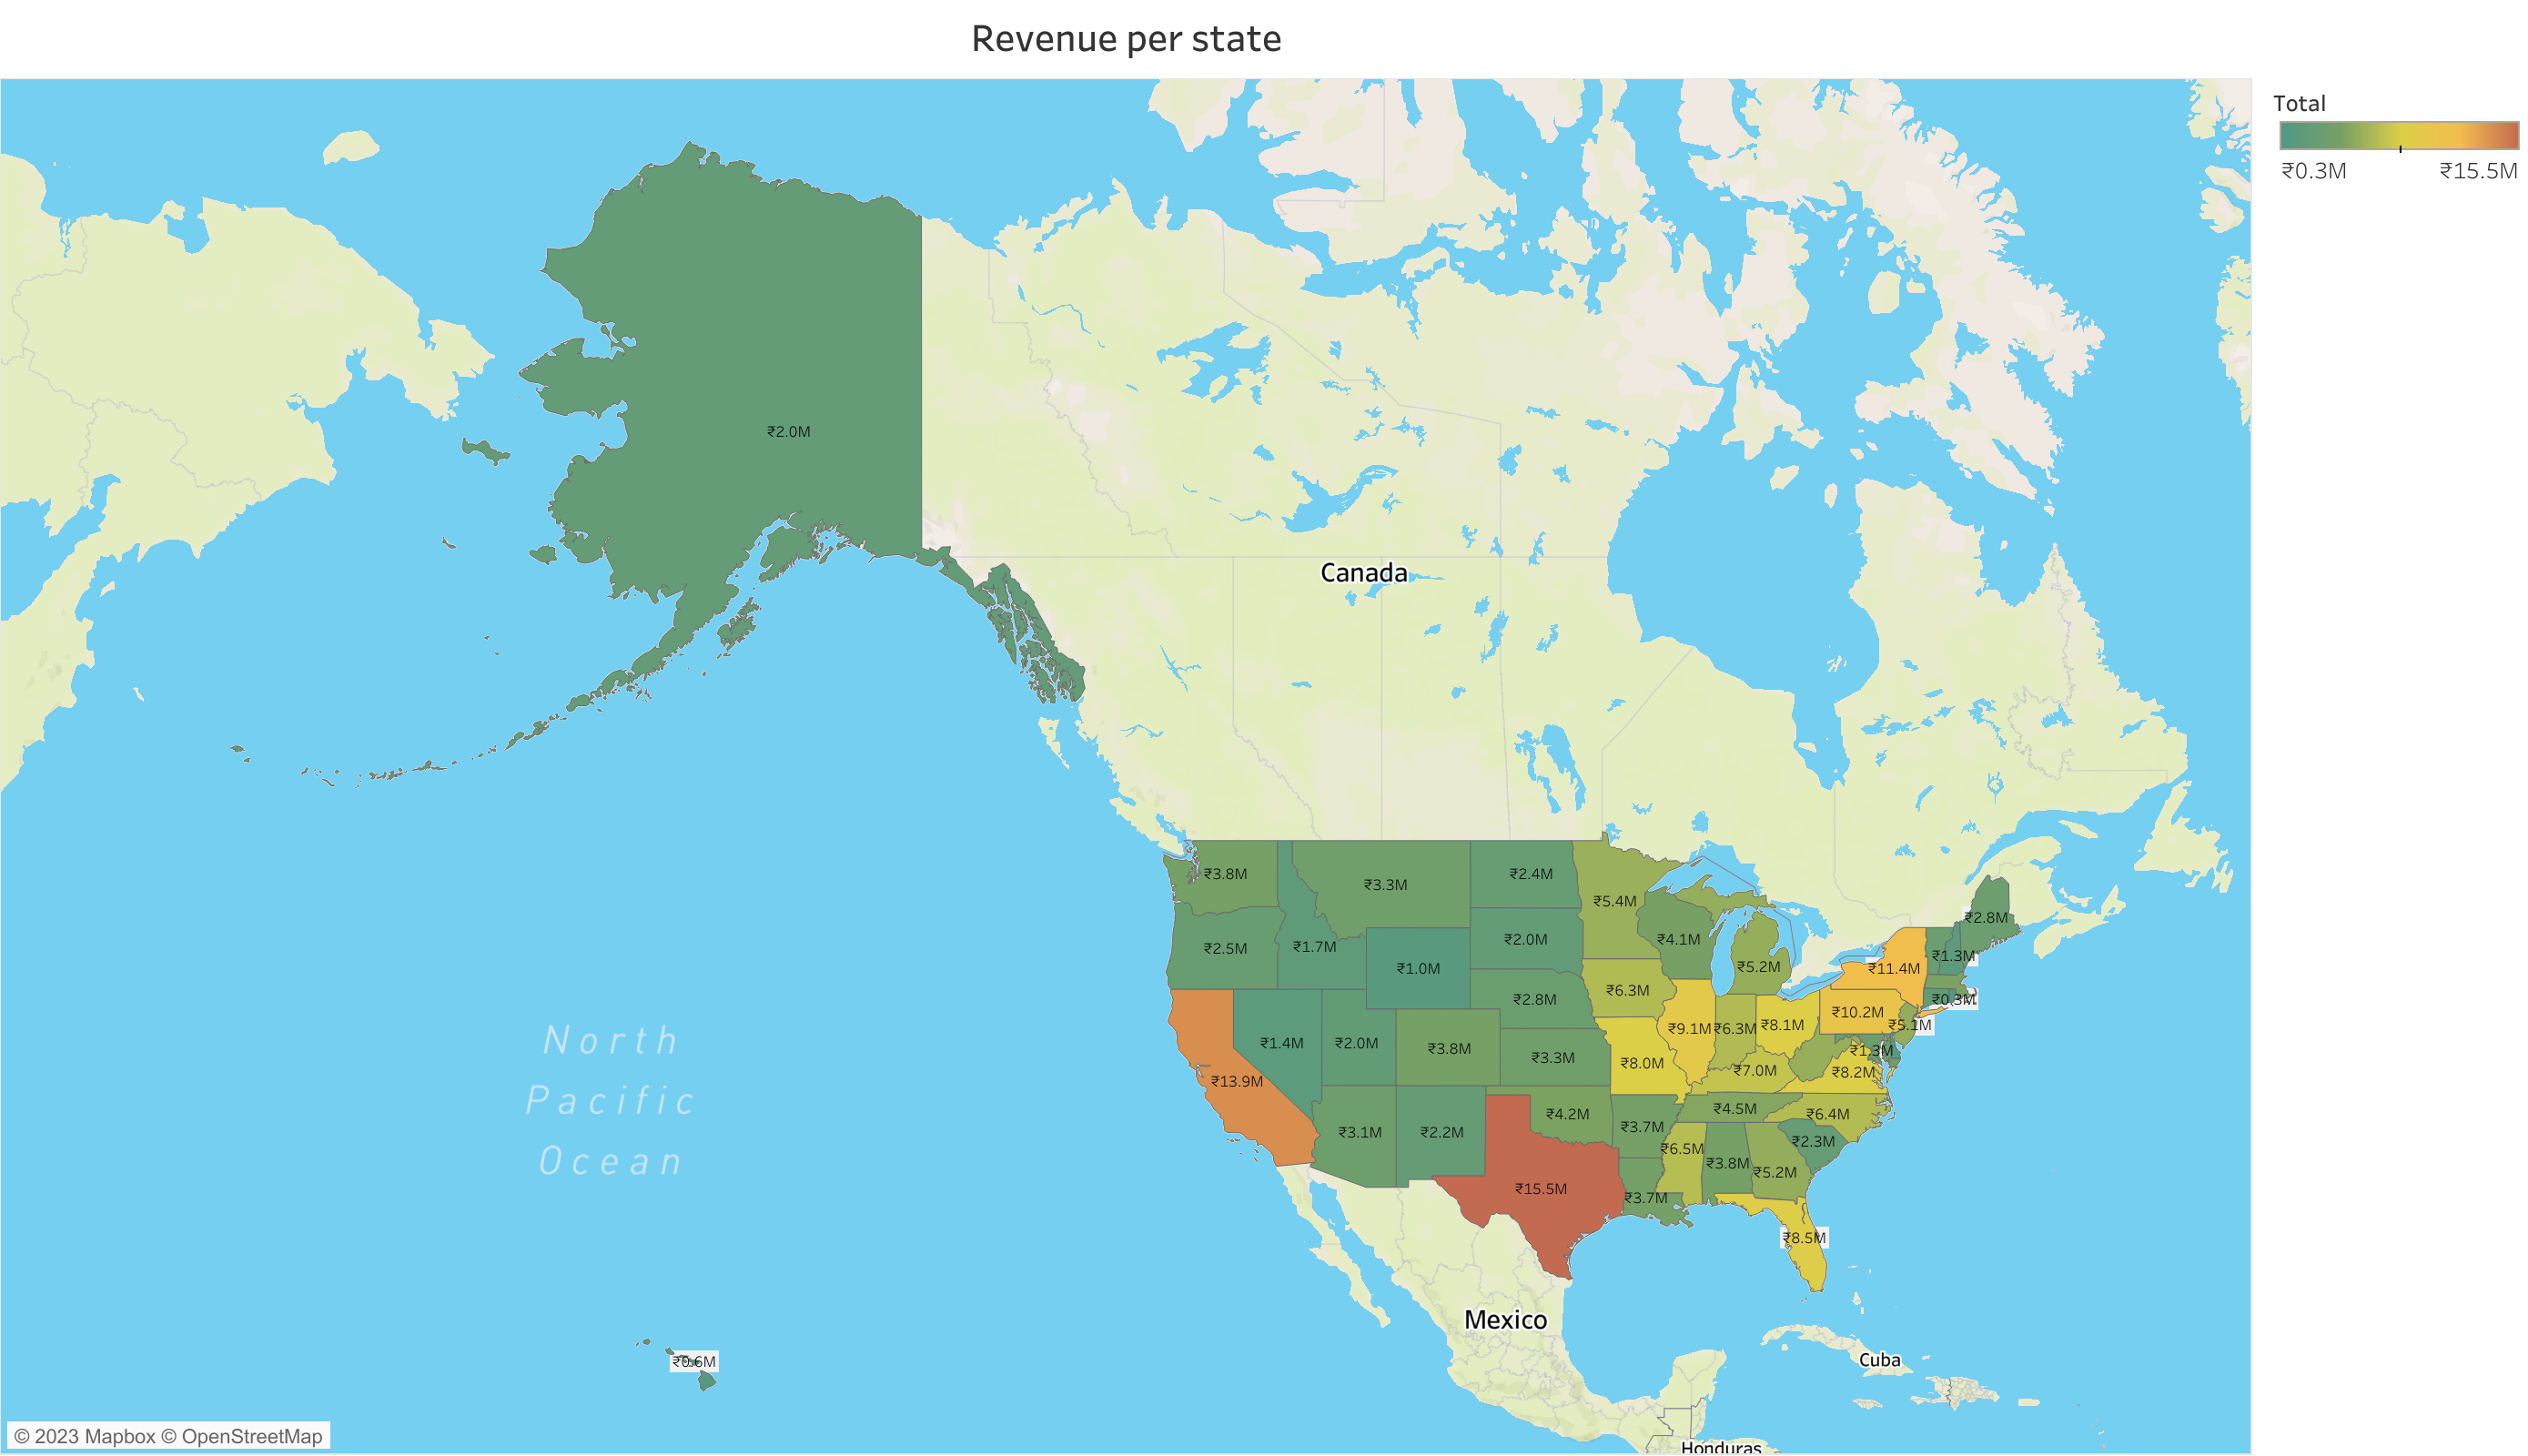 Revenue per state
Total
₹0.3M ₹15.5M
₹2.0M
Canada
₹3.8M
₹3.3M
₹2.4M
₹5.4M
₹2.8M
₹2.5M
₹1.7M
₹2.0M
₹4.1M
₹1.3M
₹1.0M
₹5.2M
₹11.4M
₹2.8M
₹6.3M
₹0.3M
₹10.2M
₹5.1M
₹9.1M
₹6.3M
₹8.1M
₹1.4M
₹2.0M
₹3.8M
₹3.3M
₹8.0M
₹1.3M
₹13.9M
₹7.0M
₹8.2M
₹4.2M
₹4.5M
₹6.4M
₹3.1M
₹2.2M
₹3.7M
₹2.3M
₹6.5M
₹3.8M
₹5.2M
₹15.5M
₹3.7M
₹8.5M
North
Pacific
Ocean
Mexico
Cuba
₹0.6M
Honduras
© 2023 Mapbox © OpenStreetMap